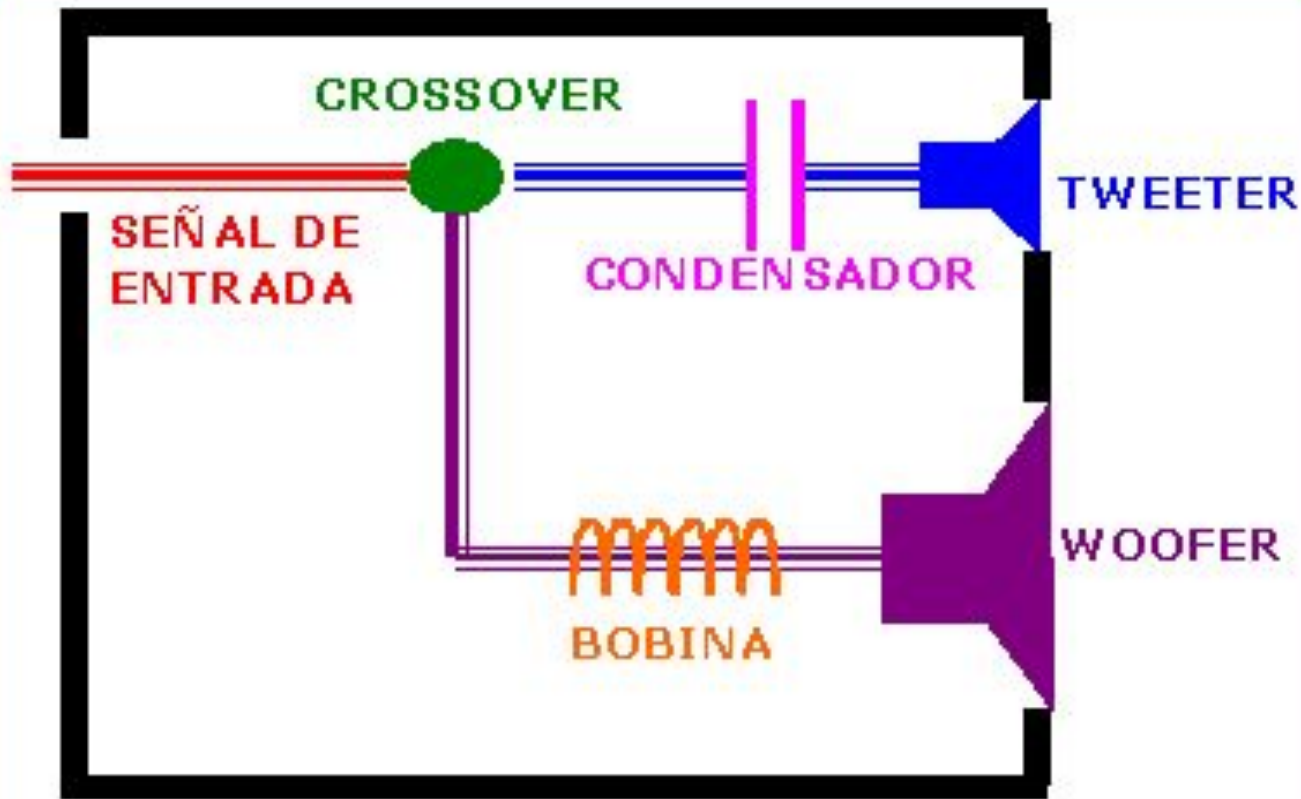 CROSSOVER
SEÑAL DE
ENTRADA
TWEETER
CONDENSADOR
WOOFER
BOBINA